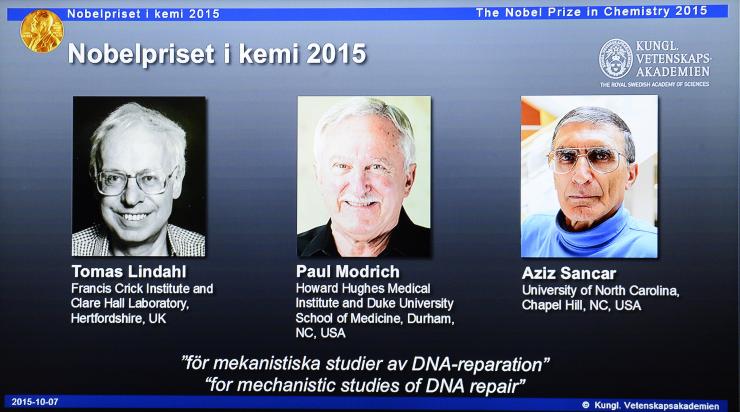 Nobelpriset i kemi 2015
The Nobel Prize in Chemistry 2015
Nobelpriset i kemi 2015
KUNGL.
VETENSKAPS-
AKADEMIEN
THE ROYAL SWEDISH ACADEMY OF SCIENCES
Tomas Lindahl
Francis Crick Institute and
Clare Hall Laboratory,
Hertfordshire, UK
Paul Modrich
Howard Hughes Medical
Institute and Duke University
School of Medicine, Durham,
NC, USA
Aziz Sancar
University of North Carolina,
Chapel Hill, NC, USA
”för mekanistiska studier av DNA-reparation”
“for mechanistic studies of DNA repair”
2015-10-07
© Kungl. Vetenskapsakademien